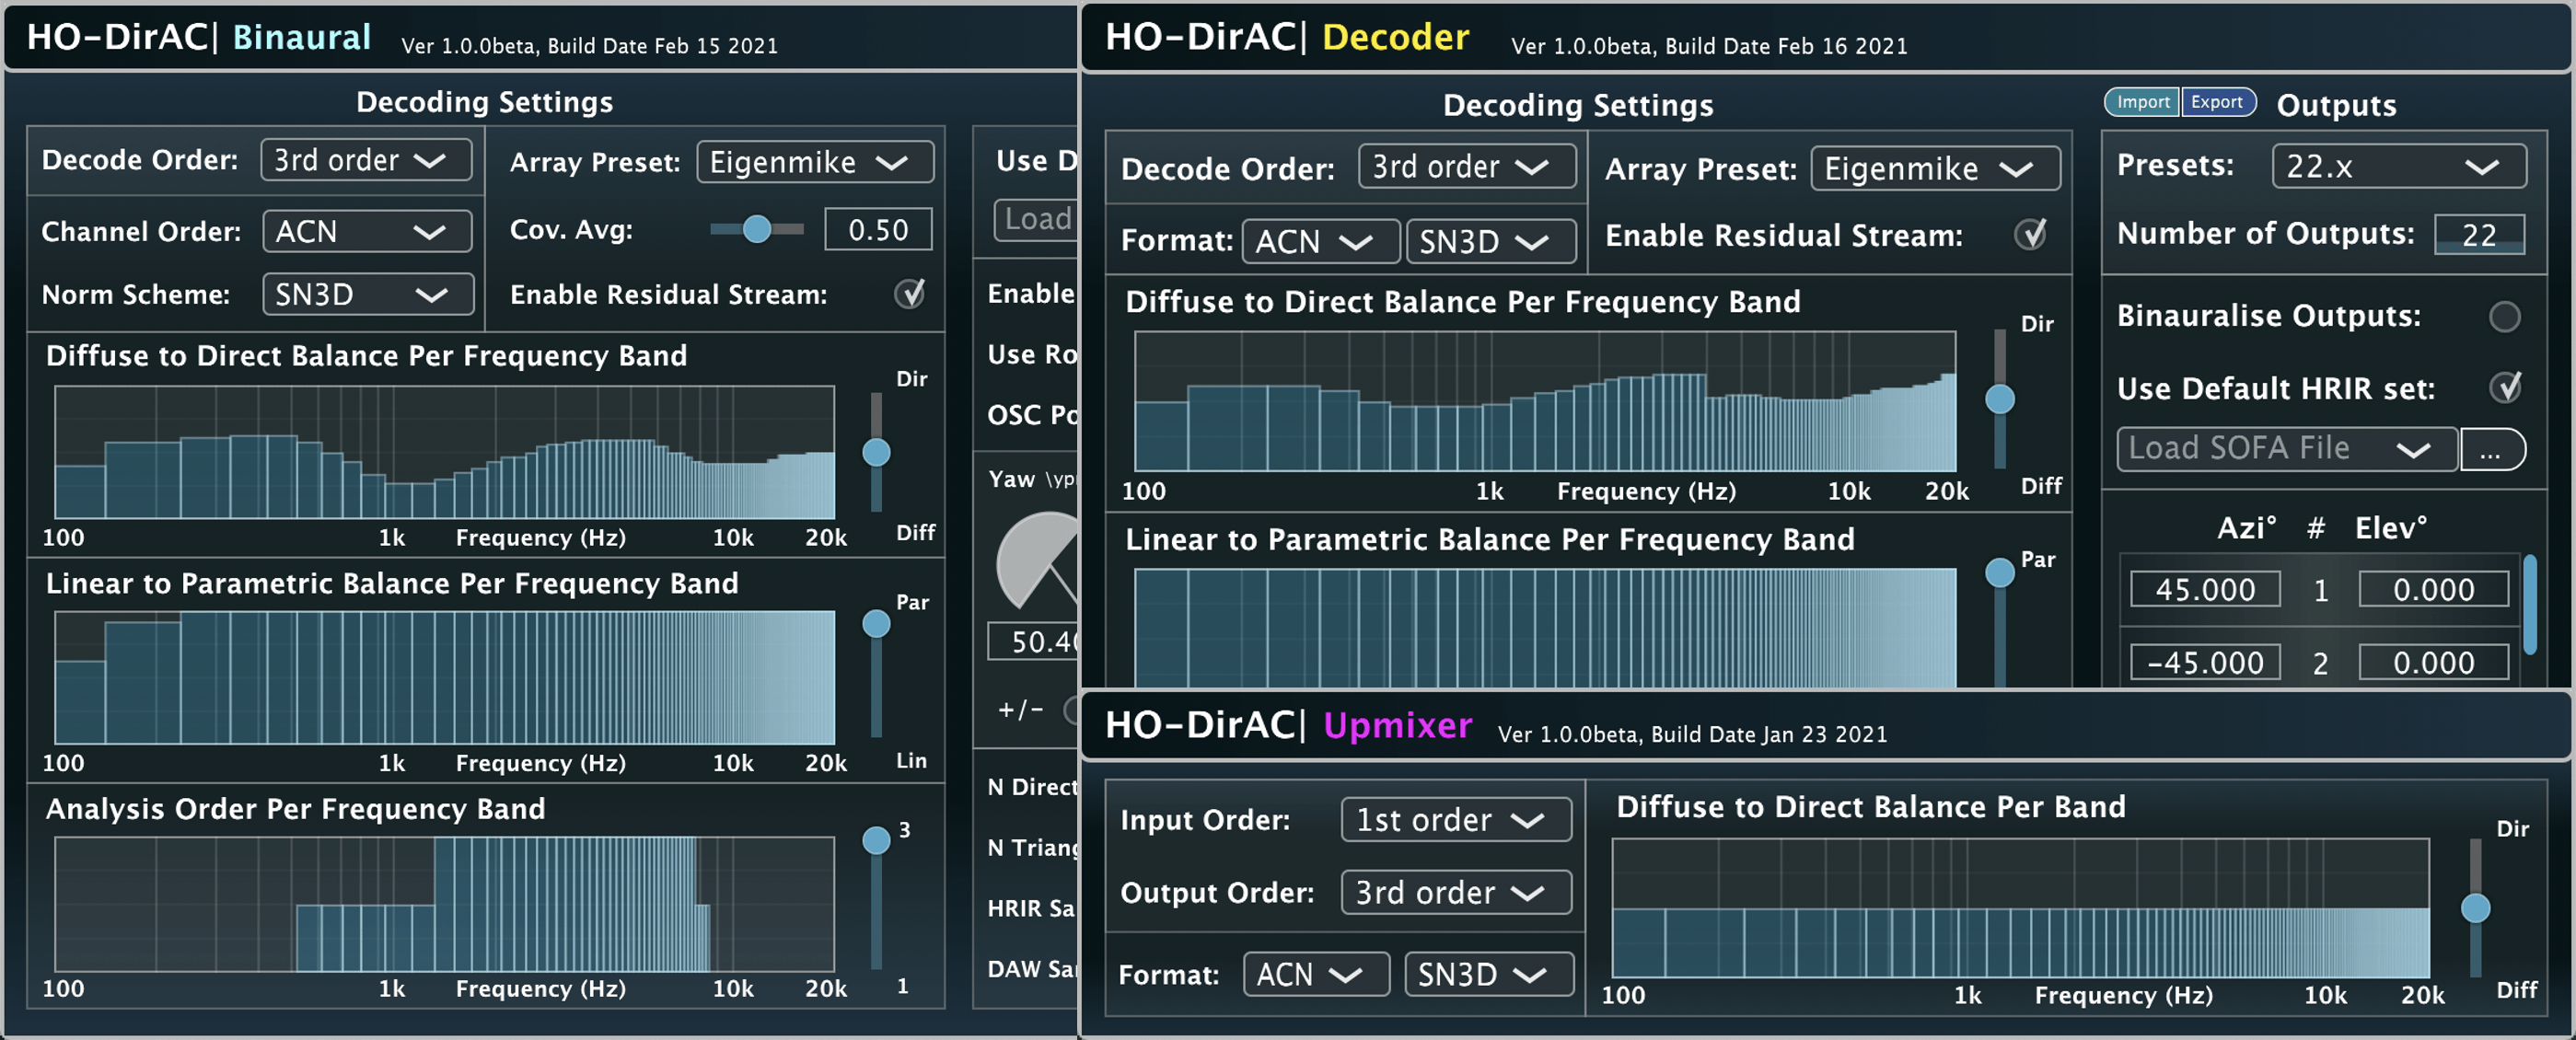 HO-DirAC| Binaural Ver 1.0.0beta, Build Date Feb 15 2021
Decoding Settings
Decode Order: 3rd order
Array Preset: Eigenmike
Channel Order: ACN
Cov. Avg: 0.50
Norm Scheme: SN3D
Enable Residual Stream:
Diffuse to Direct Balance Per Frequency Band
Dir
Diff
100 1k Frequency (Hz) 10k 20k
Linear to Parametric Balance Per Frequency Band
Par
Lin
100 1k Frequency (Hz) 10k 20k
Analysis Order Per Frequency Band
3
1
100 1k Frequency (Hz) 10k 20k
Use D
Load
Enable
Use Ro
OSC Po
Yaw \yp
50.40
+/-
N Direct
N Triang
HRIR Sa
DAW Sa
HO-DirAC| Decoder Ver 1.0.0beta, Build Date Feb 16 2021
Decoding Settings
Decode Order: 3rd order
Array Preset: Eigenmike
Format: ACN SN3D
Enable Residual Stream:
Diffuse to Direct Balance Per Frequency Band
Dir
Diff
100 1k Frequency (Hz) 10k 20k
Linear to Parametric Balance Per Frequency Band
Par
Import Export Outputs
Presets: 22.x
Number of Outputs: 22
Binauralise Outputs:
Use Default HRIR set:
Load SOFA File ...
Azi° # Elev°
45.000 1 0.000
-45.000 2 0.000
HO-DirAC| Upmixer Ver 1.0.0beta, Build Date Jan 23 2021
Input Order: 1st order
Output Order: 3rd order
Format: ACN SN3D
Diffuse to Direct Balance Per Band
Dir
Diff
100 1k Frequency (Hz) 10k 20k